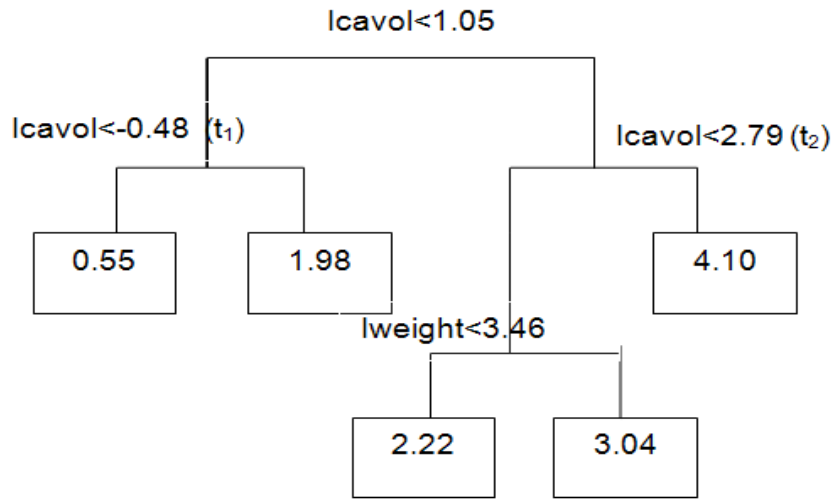 lcavol<1.05
lcavol<-0.48 (t₁)
lcavol<2.79 (t₂)
0.55
1.98
4.10
lweight<3.46
2.22
3.04